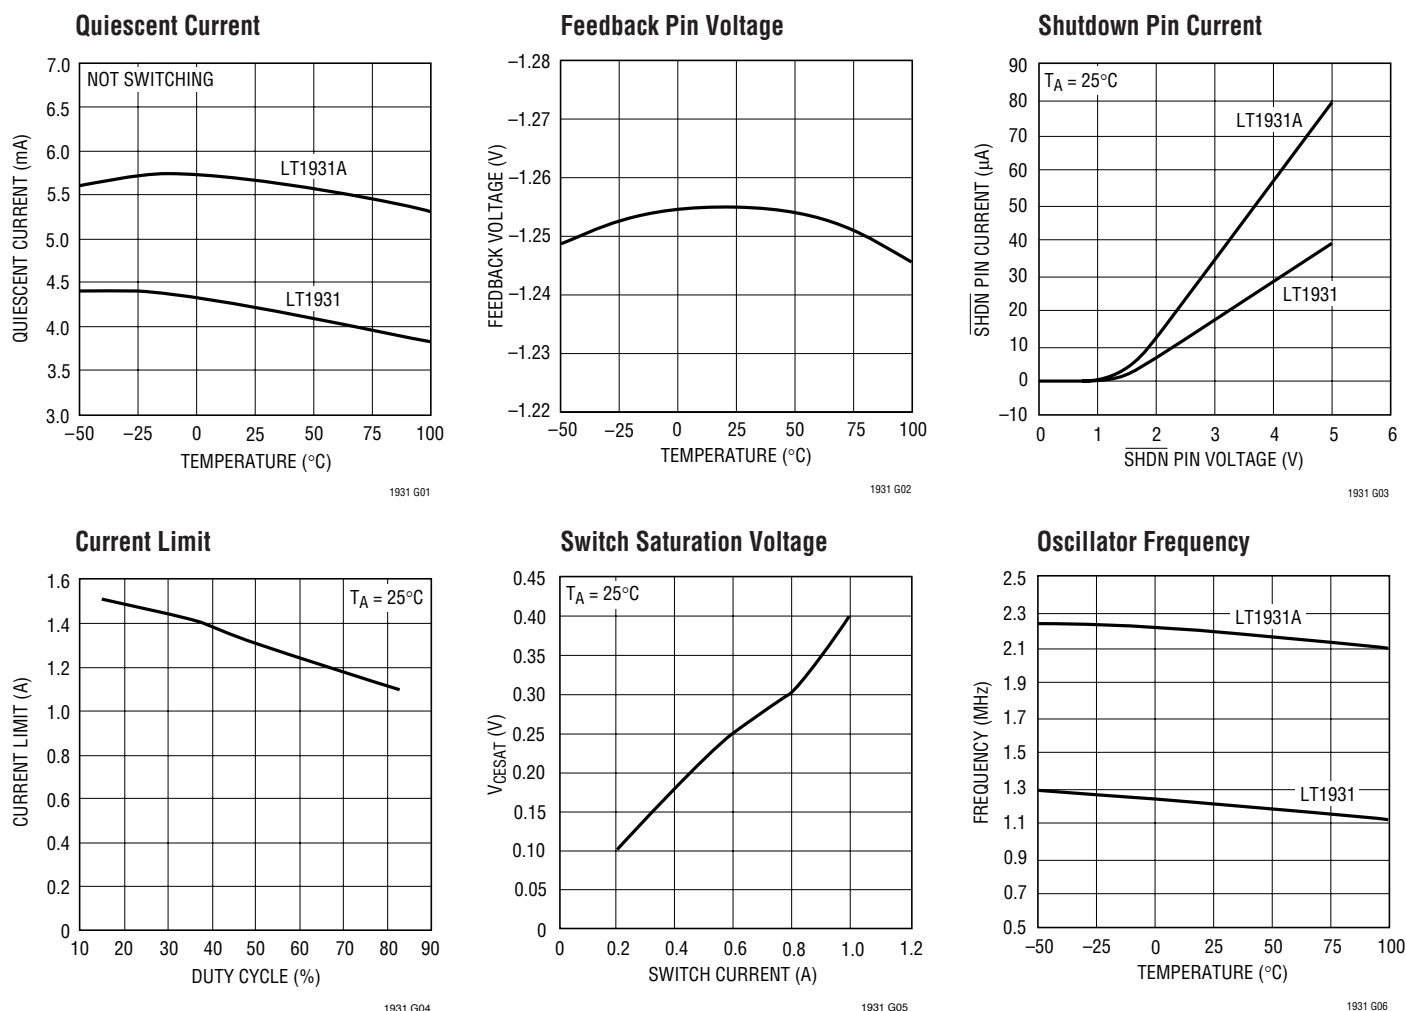 Quiescent Current
7.0
6.5
6.0
5.5
5.0
4.5
4.0
3.5
3.0
QUIESCENT CURRENT (mA)
NOT SWITCHING
LT1931A
LT1931
–50 –25 0 25 50 75 100
TEMPERATURE (°C)
1931 G01
Feedback Pin Voltage
–1.28
–1.27
–1.26
–1.25
–1.24
–1.23
–1.22
FEEDBACK VOLTAGE (V)
–50 –25 0 25 50 75 100
TEMPERATURE (°C)
1931 G02
Shutdown Pin Current
90
80
70
60
50
40
30
20
10
0
–10
SHDN PIN CURRENT (µA)
TA = 25°C
LT1931A
LT1931
0 1 2 3 4 5 6
SHDN PIN VOLTAGE (V)
1931 G03
Current Limit
1.6
1.4
1.2
1.0
0.8
0.6
0.4
0.2
0
CURRENT LIMIT (A)
TA = 25°C
10 20 30 40 50 60 70 80 90
DUTY CYCLE (%)
1931 G04
Switch Saturation Voltage
0.45
0.40
0.35
0.30
0.25
0.20
0.15
0.10
0.05
0
VCESAT (V)
TA = 25°C
0 0.2 0.4 0.6 0.8 1.0 1.2
SWITCH CURRENT (A)
1931 G05
Oscillator Frequency
2.5
2.3
2.1
1.9
1.7
1.5
1.3
1.1
0.9
0.7
0.5
FREQUENCY (MHz)
LT1931A
LT1931
–50 –25 0 25 50 75 100
TEMPERATURE (°C)
1931 G06